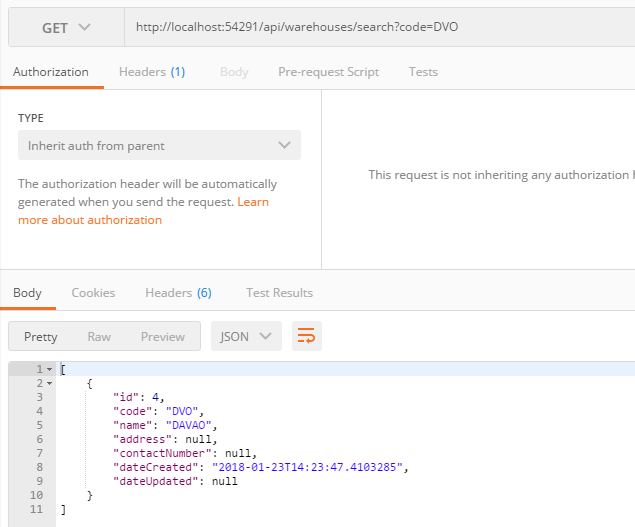 GET http://localhost:54291/api/warehouses/search?code=DVO
Authorization Headers (1) Body Pre-request Script Tests
TYPE
Inherit auth from parent
The authorization header will be automatically
generated when you send the request. Learn
more about authorization
This request is not inheriting any authorization h
Body Cookies Headers (6) Test Results
Pretty Raw Preview JSON
1 [
2 {
3 "id": 4,
4 "code": "DVO",
5 "name": "DAVAO",
6 "address": null,
7 "contactNumber": null,
8 "dateCreated": "2018-01-23T14:23:47.4103285",
9 "dateUpdated": null
10 }
11 ]